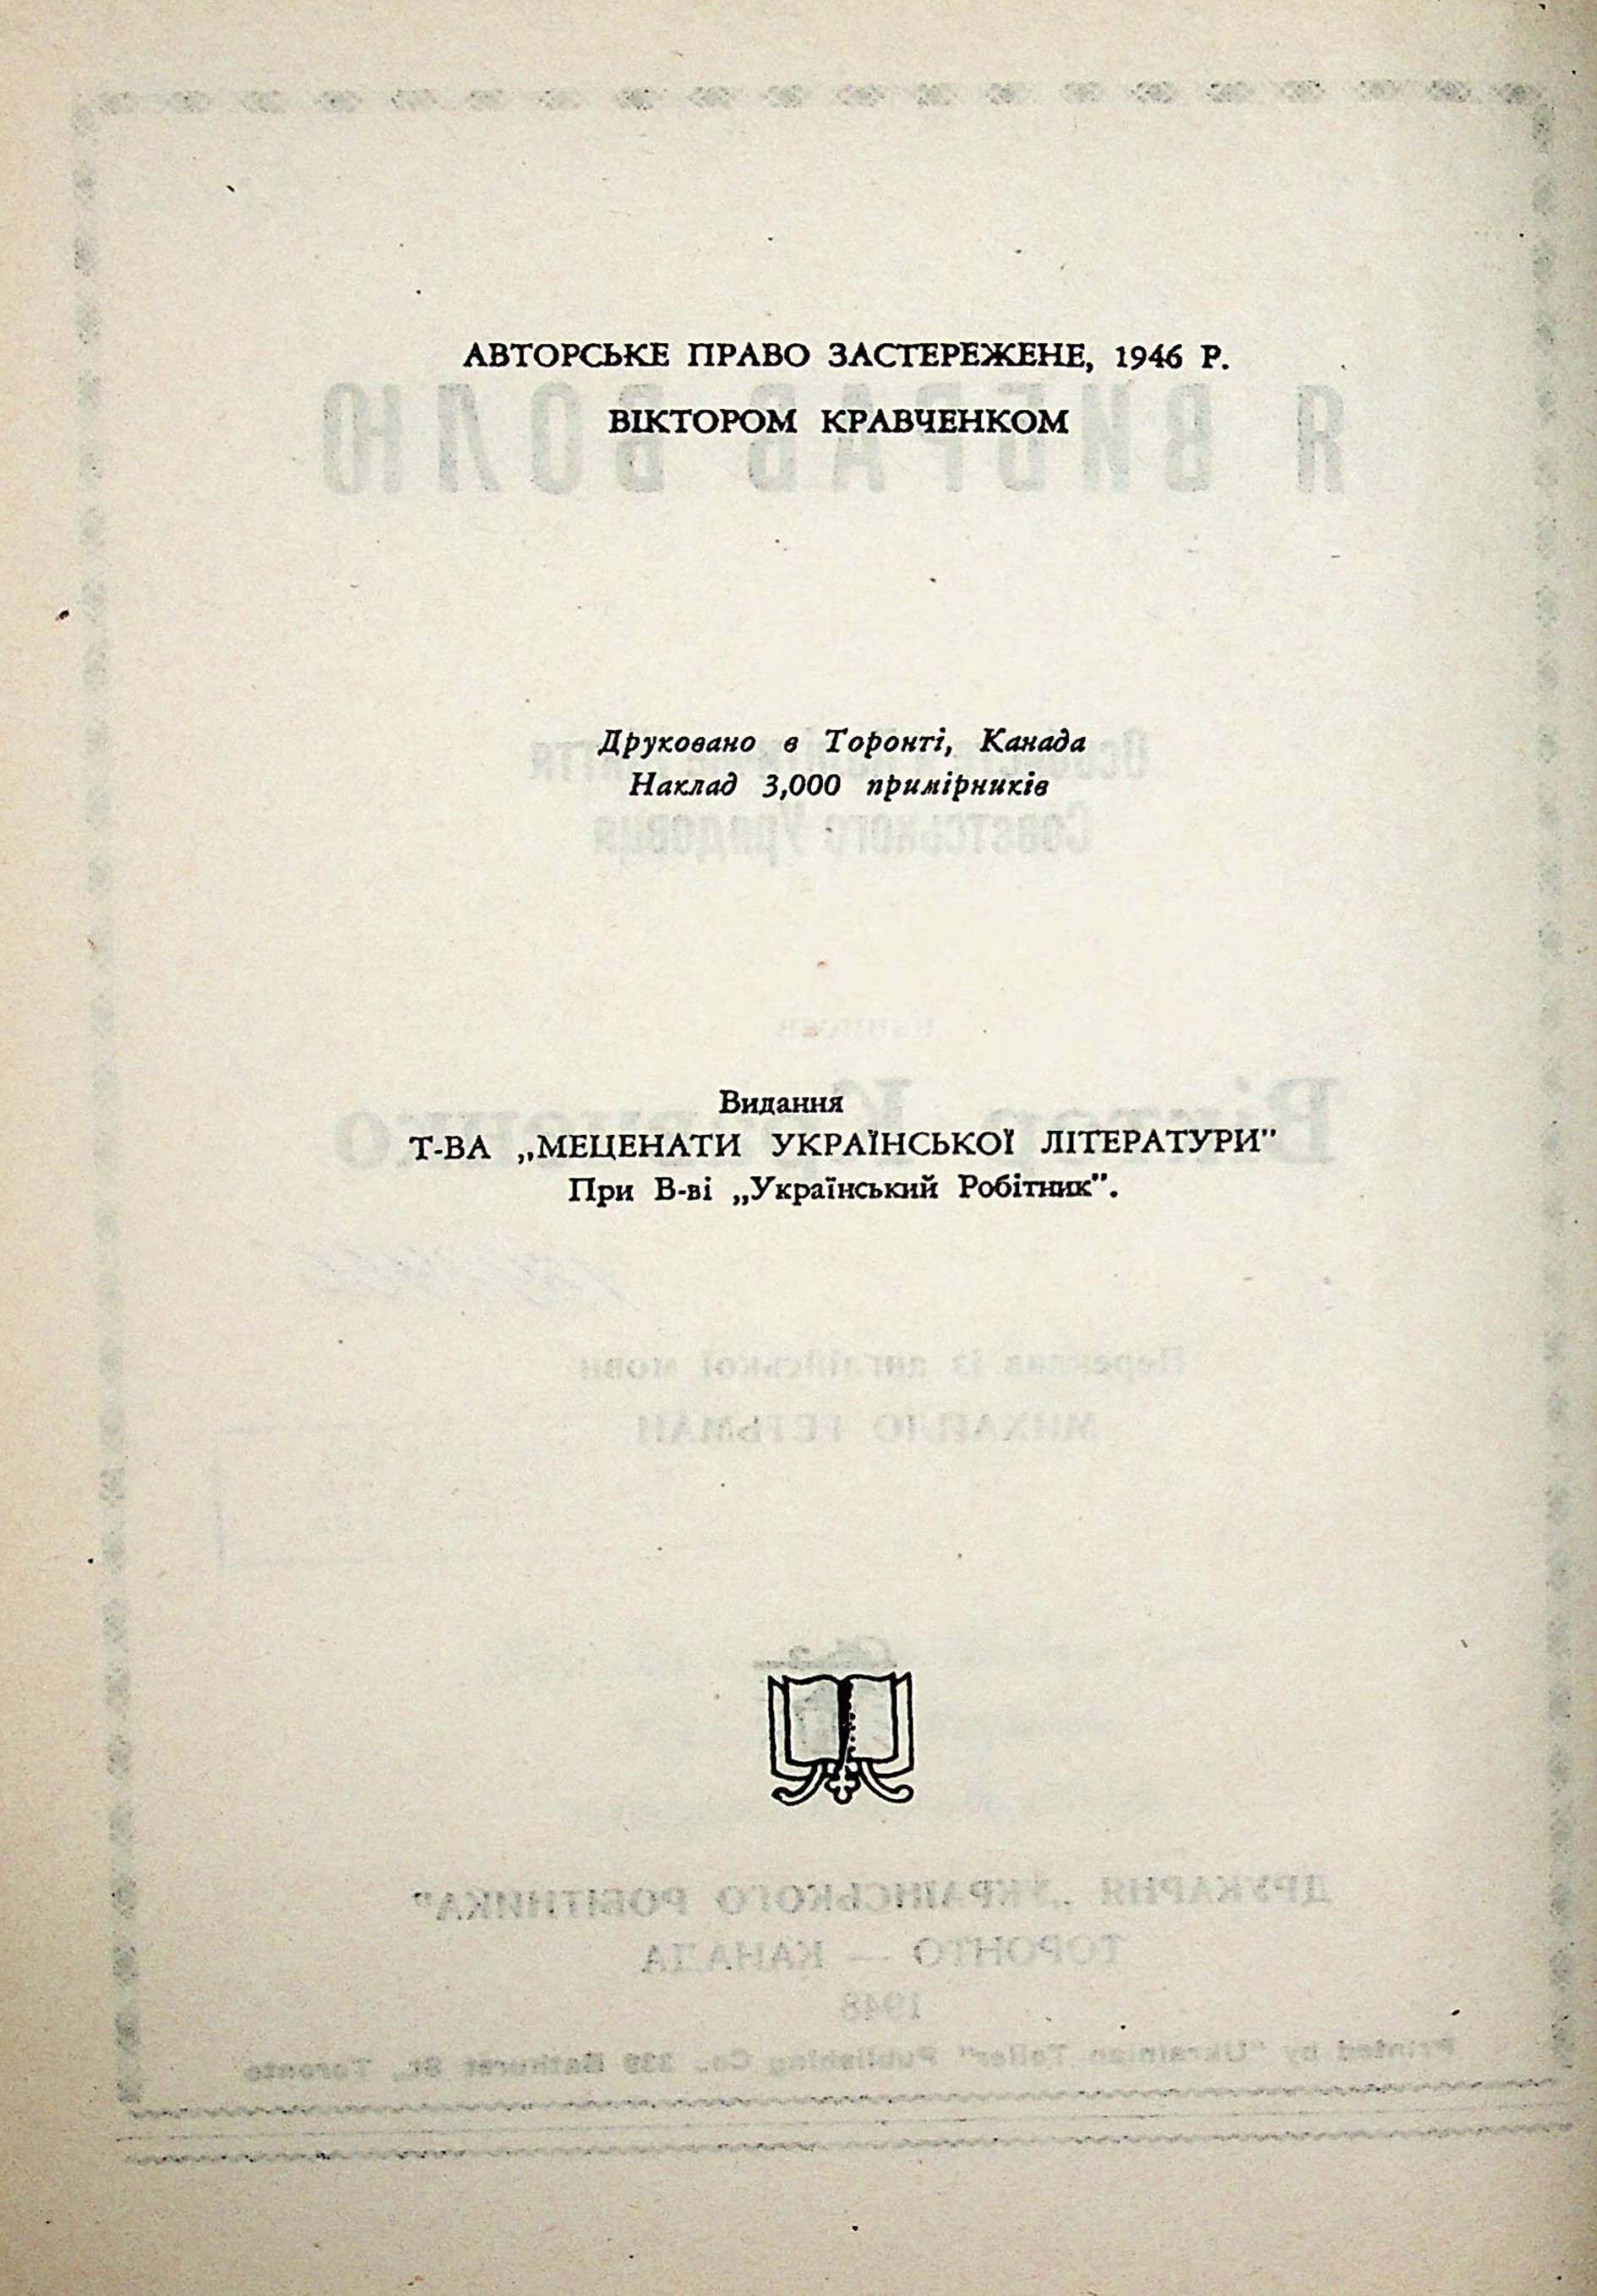 АВТОРСЬКЕ ПРАВО ЗАСТЕРЕЖЕНЕ, 1946 Р.
ВІКТОРОМ КРАВЧЕНКОМ
Друковано в Торонті, Канада
Наклад 3,000 примірників
Видання
Т-ВА „МЕЦЕНАТИ УКРАЇНСЬКОЇ ЛІТЕРАТУРИ"
При В-ві „Український Робітник".